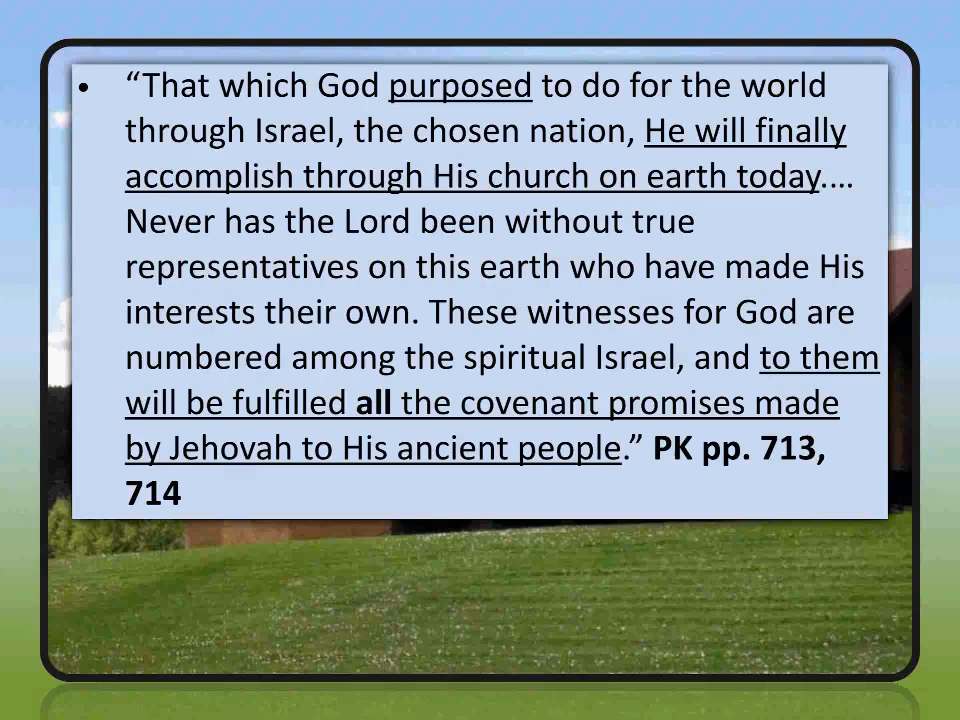 • “That which God purposed to do for the world
through Israel, the chosen nation, He will finally
accomplish through His church on earth today.…
Never has the Lord been without true
representatives on this earth who have made His
interests their own. These witnesses for God are
numbered among the spiritual Israel, and to them
will be fulfilled all the covenant promises made
by Jehovah to His ancient people.” PK pp. 713,
714